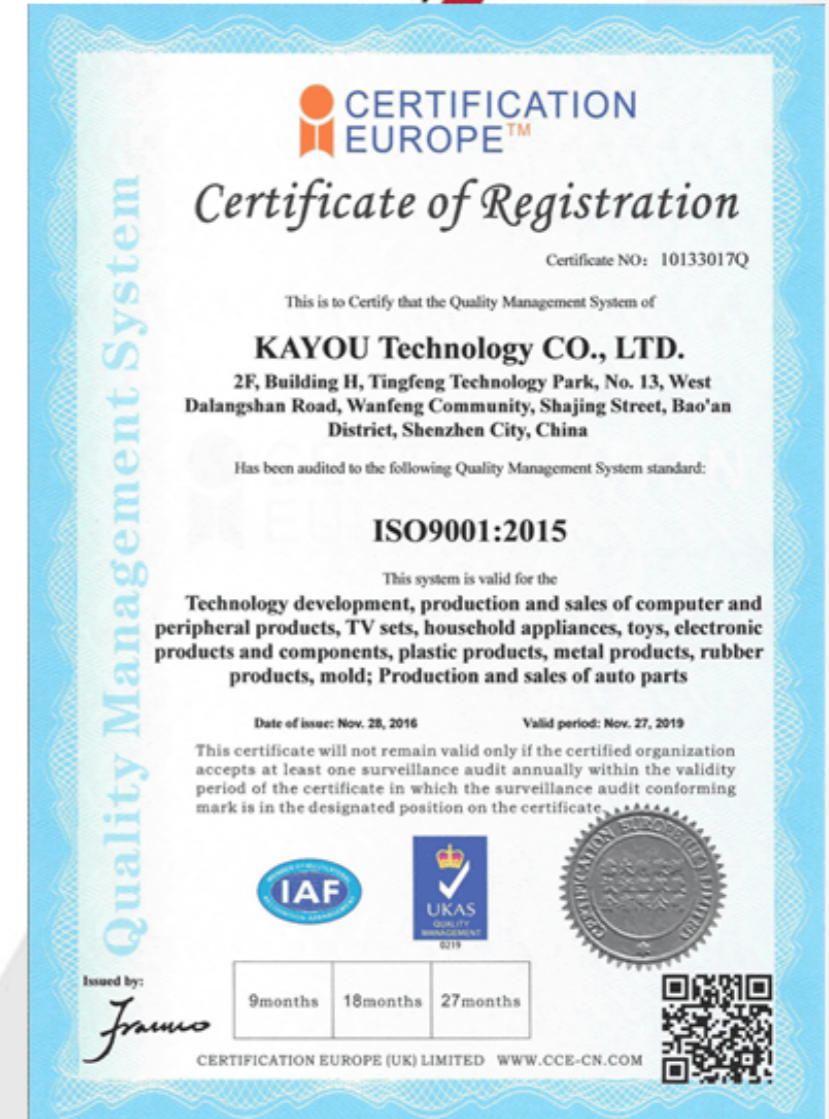 CERTIFICATION
EUROPE™
Certificate of Registration
Certificate NO: 10133017Q
This is to Certify that the Quality Management System of
KAYOU Technology CO., LTD.
2F, Building H, Tingfeng Technology Park, No. 13, West
Dalangshan Road, Wanfeng Community, Shajing Street, Bao'an
District, Shenzhen City, China
Has been audited to the following Quality Management System standard:
ISO9001:2015
This system is valid for the
Technology development, production and sales of computer and
peripheral products, TV sets, household appliances, toys, electronic
products and components, plastic products, metal products, rubber
products, mold; Production and sales of auto parts
Date of issue: Nov. 28, 2016 Valid period: Nov. 27, 2019
This certificate will not remain valid only if the certified organization
accepts at least one surveillance audit annually within the validity
period of the certificate in which the surveillance audit conforming
mark is in the designated position on the certificate.
Quality Management System
IAF
UKAS
QUALITY
MANAGEMENT
0219
CERTIFICATION EUROPE (UK) LIMITED
Issued by:
9months 18months 27months
CERTIFICATION EUROPE (UK) LIMITED WWW.CCE-CN.COM